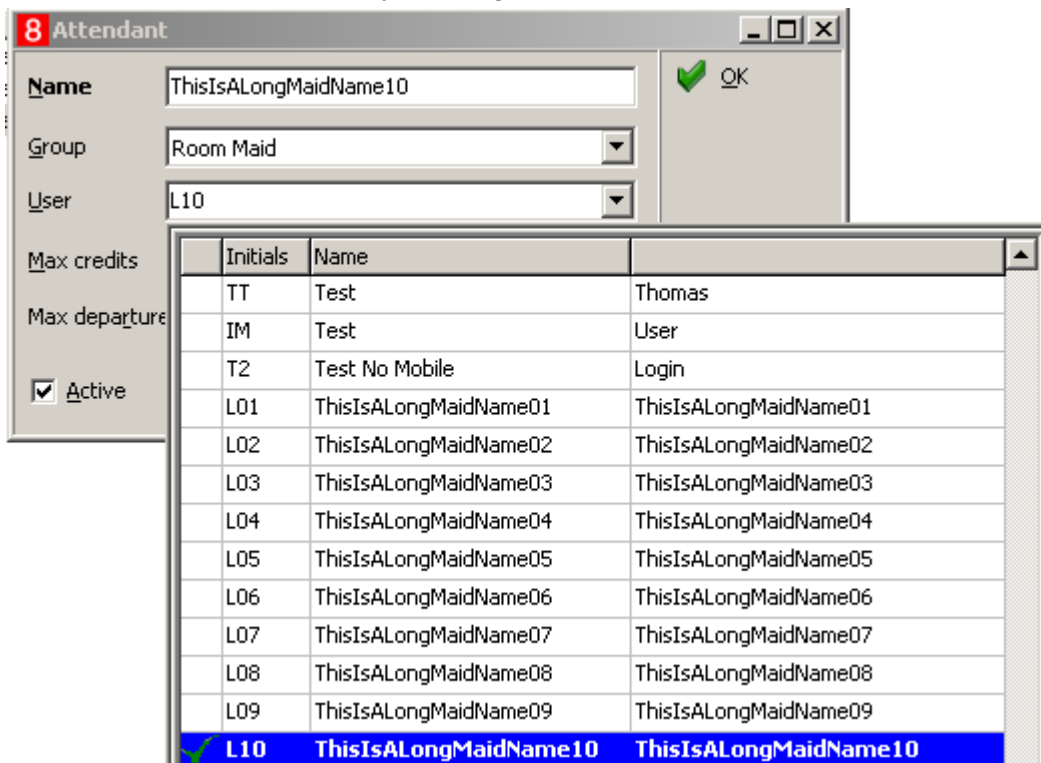 8 Attendant
Name ThisIsALongMaidName10 OK
Group Room Maid
User L10
Max credits
Max departure
Active
Initials Name
TT Test Thomas
IM Test User
T2 Test No Mobile Login
L01 ThisIsALongMaidName01 ThisIsALongMaidName01
L02 ThisIsALongMaidName02 ThisIsALongMaidName02
L03 ThisIsALongMaidName03 ThisIsALongMaidName03
L04 ThisIsALongMaidName04 ThisIsALongMaidName04
L05 ThisIsALongMaidName05 ThisIsALongMaidName05
L06 ThisIsALongMaidName06 ThisIsALongMaidName06
L07 ThisIsALongMaidName07 ThisIsALongMaidName07
L08 ThisIsALongMaidName08 ThisIsALongMaidName08
L09 ThisIsALongMaidName09 ThisIsALongMaidName09
L10 ThisIsALongMaidName10 ThisIsALongMaidName10